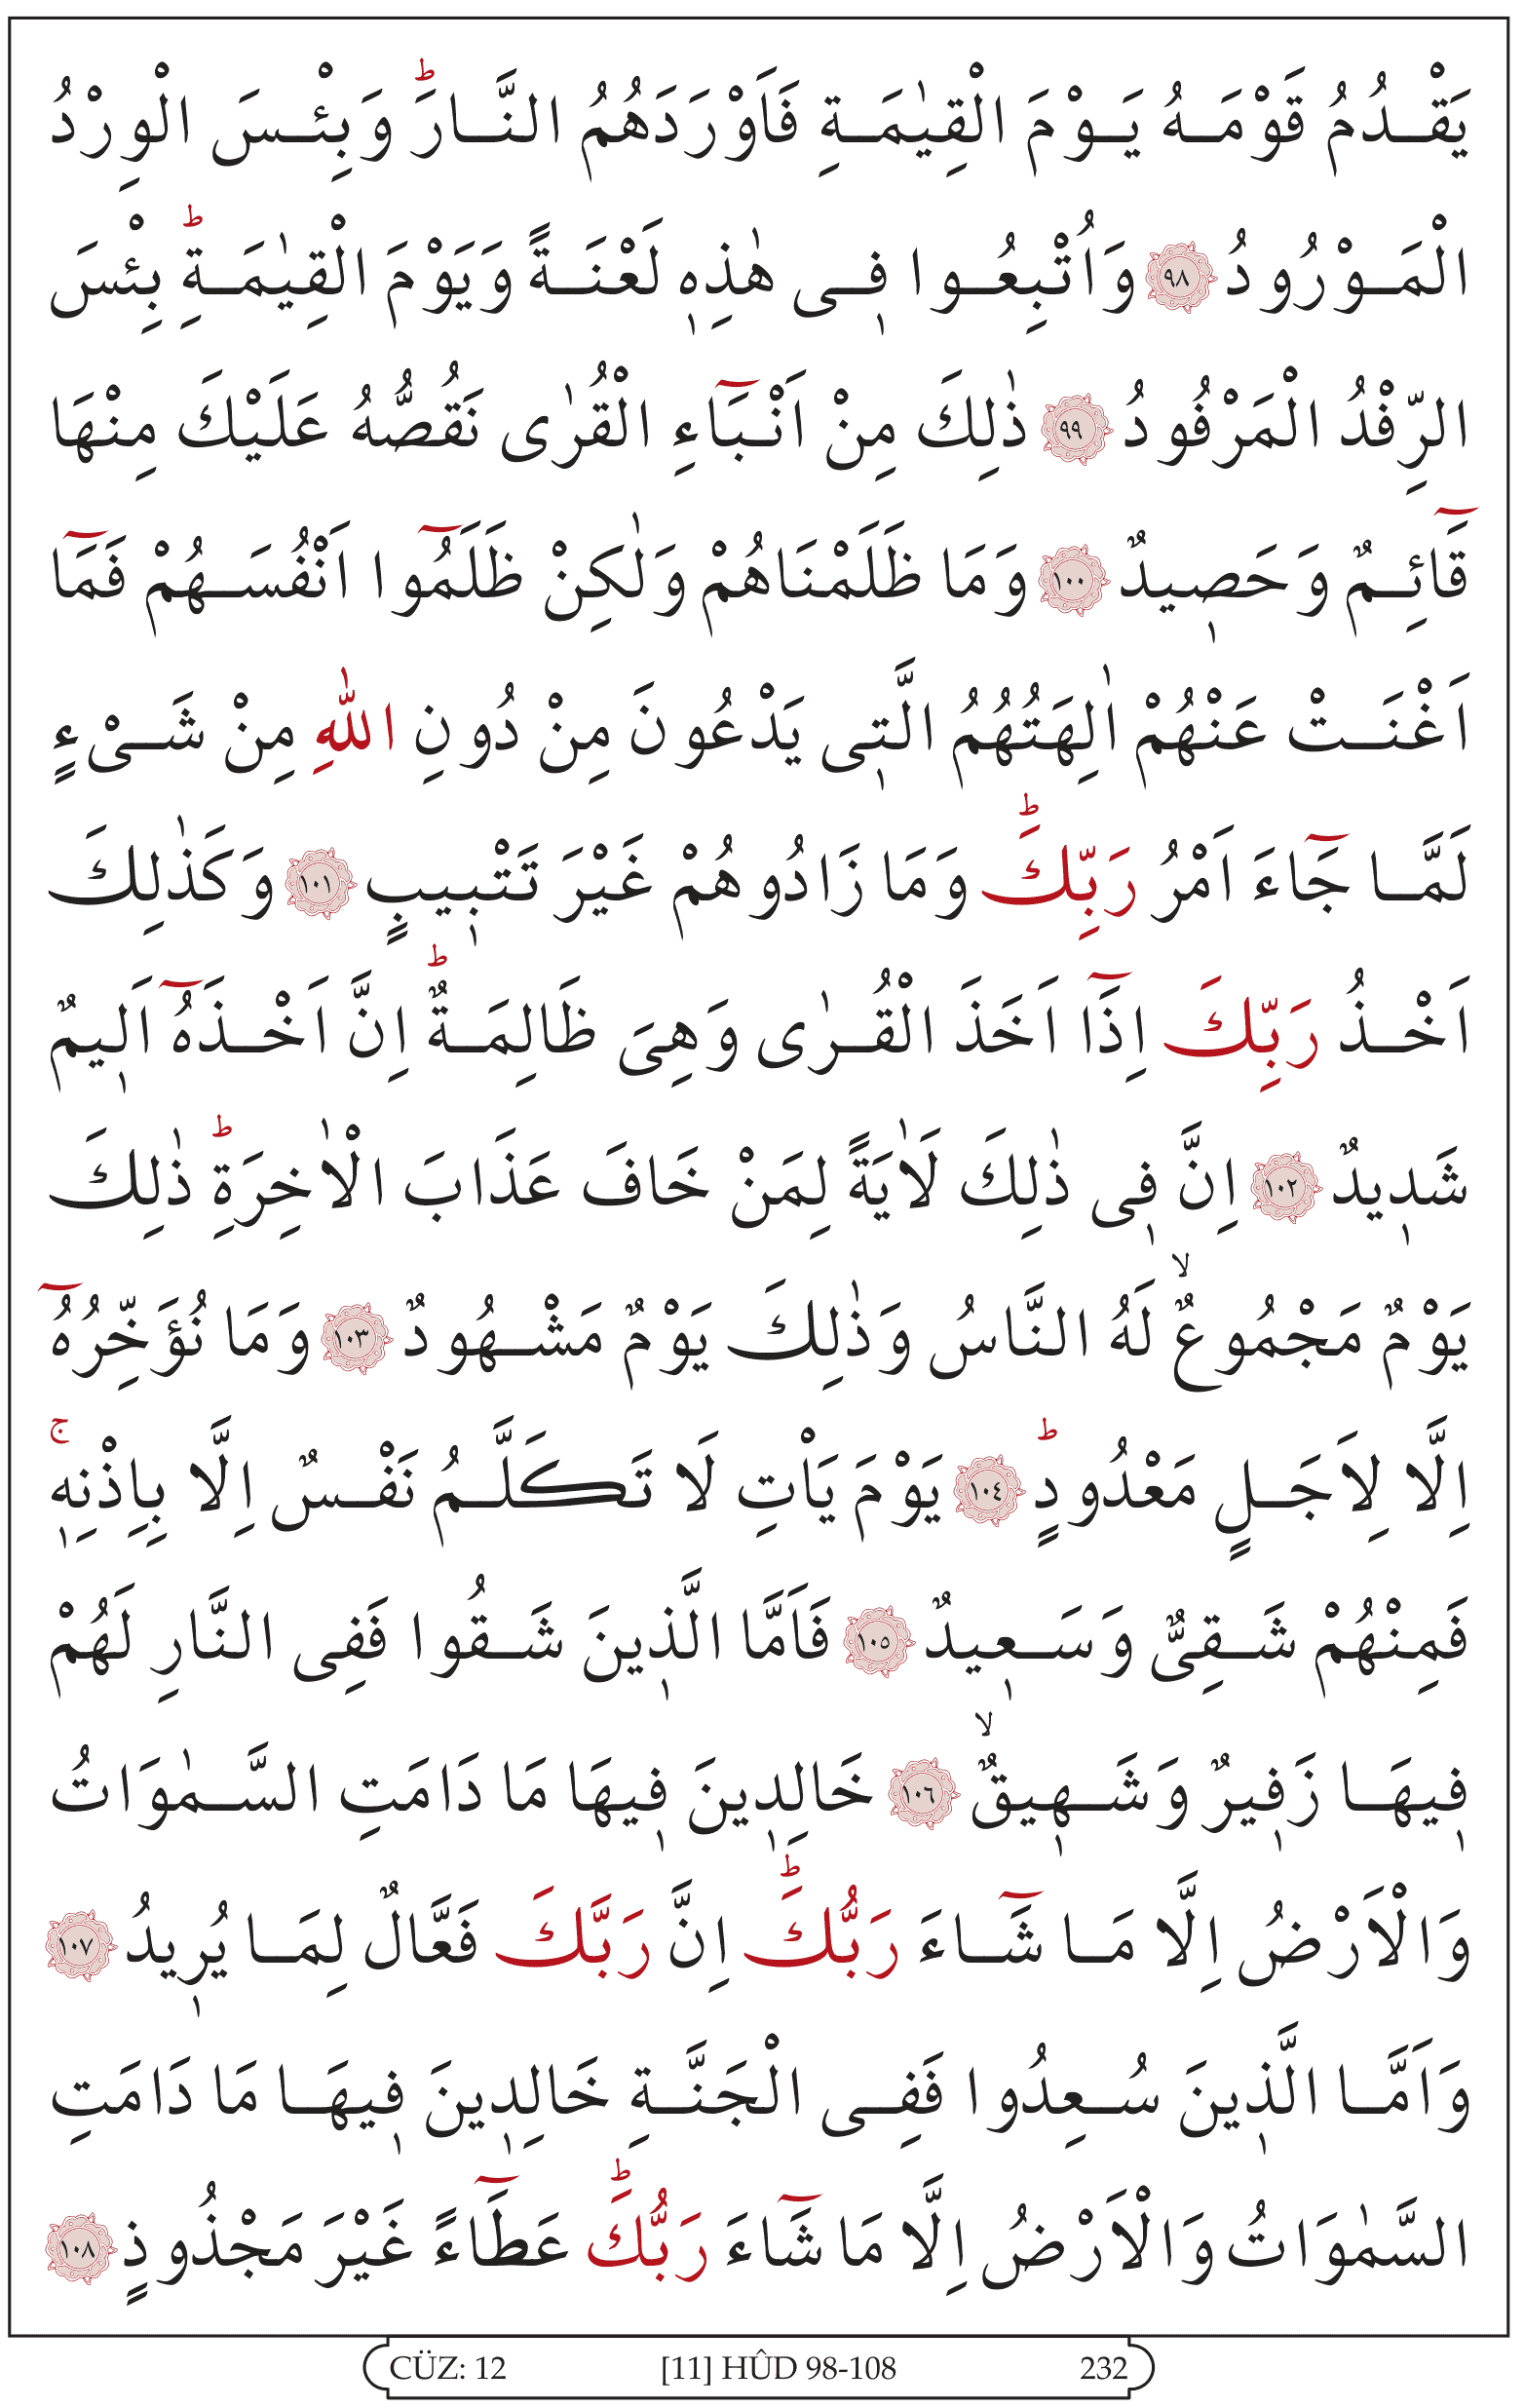 يَقْدُمُ قَوْمَهُ يَوْمَ الْقِيٰمَةِ فَاَوْرَدَهُمُ النَّارَۜ وَبِئْسَ الْوِرْدُ
الْمَوْرُودُ ﴿٩٨﴾ وَاُتْبِعُوا ف۪ى هٰذِه۪ لَعْنَةً وَيَوْمَ الْقِيٰمَةِؕ بِئْسَ
الرِّفْدُ الْمَرْفُودُ ﴿٩٩﴾ ذٰلِكَ مِنْ اَنْبَٓاءِ الْقُرٰى نَقُصُّهُ عَلَيْكَ مِنْهَا
قَٓائِمٌ وَحَص۪يدٌ ﴿١٠٠﴾ وَمَا ظَلَمْنَاهُمْ وَلٰكِنْ ظَلَمُٓوا اَنْفُسَهُمْ فَمَٓا
اَغْنَتْ عَنْهُمْ اٰلِهَتُهُمُ الَّت۪ى يَدْعُونَ مِنْ دُونِ اللّٰهِ مِنْ شَىْءٍ
لَمَّا جَٓاءَ اَمْرُ رَبِّكَؕ وَمَا زَادُوهُمْ غَيْرَ تَتْب۪يبٍ ﴿١٠١﴾ وَكَذٰلِكَ
اَخْذُ رَبِّكَ اِذَٓا اَخَذَ الْقُرٰى وَهِىَ ظَالِمَةٌؕ اِنَّ اَخْذَهُٓ اَل۪يمٌ
شَد۪يدٌ ﴿١٠٢﴾ اِنَّ ف۪ى ذٰلِكَ لَاٰيَةً لِمَنْ خَافَ عَذَابَ الْاٰخِرَةِؕ ذٰلِكَ
يَوْمٌ مَجْمُوعٌۙ لَهُ النَّاسُ وَذٰلِكَ يَوْمٌ مَشْهُودٌ ﴿١٠٣﴾ وَمَا نُؤَخِّرُهُٓ
اِلَّا لِاَجَلٍ مَعْدُودٍؕ ﴿١٠٤﴾ يَوْمَ يَاْتِ لَا تَكَلَّمُ نَفْسٌ اِلَّا بِاِذْنِه۪ۚ
فَمِنْهُمْ شَقِىٌّ وَسَع۪يدٌ ﴿١٠٥﴾ فَاَمَّا الَّذ۪ينَ شَقُوا فَفِى النَّارِ لَهُمْ
ف۪يهَا زَف۪يرٌ وَشَه۪يقٌۙ ﴿١٠٦﴾ خَالِد۪ينَ ف۪يهَا مَا دَامَتِ السَّمٰوَاتُ
وَالْاَرْضُ اِلَّا مَا شَٓاءَ رَبُّكَؕ اِنَّ رَبَّكَ فَعَّالٌ لِمَا يُر۪يدُ ﴿١٠٧﴾
وَاَمَّا الَّذ۪ينَ سُعِدُوا فَفِى الْجَنَّةِ خَالِد۪ينَ ف۪يهَا مَا دَامَتِ
السَّمٰوَاتُ وَالْاَرْضُ اِلَّا مَا شَٓاءَ رَبُّكَؕ عَطَٓاءً غَيْرَ مَجْذُوذٍ ﴿١٠٨﴾
CÜZ: 12 [11] HÛD 98-108 232